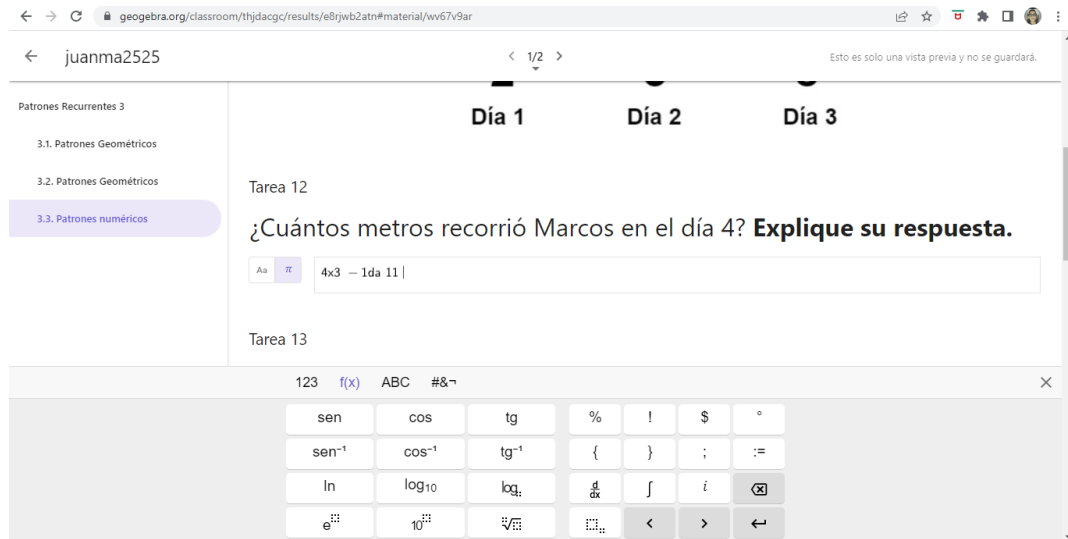 geogebra.org/classroom/thjdacgc/results/e8rjwb2atn#material/wv67v9ar
juanma2525
1/2
Esto es solo una vista previa y no se guardará.
Patrones Recurrentes 3
3.1. Patrones Geométricos
3.2. Patrones Geométricos
3.3. Patrones numéricos
Día 1 Día 2 Día 3
Tarea 12
¿Cuántos metros recorrió Marcos en el día 4? Explique su respuesta.
Aa π 4x3 − 1da 11
Tarea 13
123 f(x) ABC #&¬
sen cos tg % ! $ °
sen⁻¹ cos⁻¹ tg⁻¹ { } ; :=
ln log₁₀ log d/dx ∫ i
e 10 √ < >